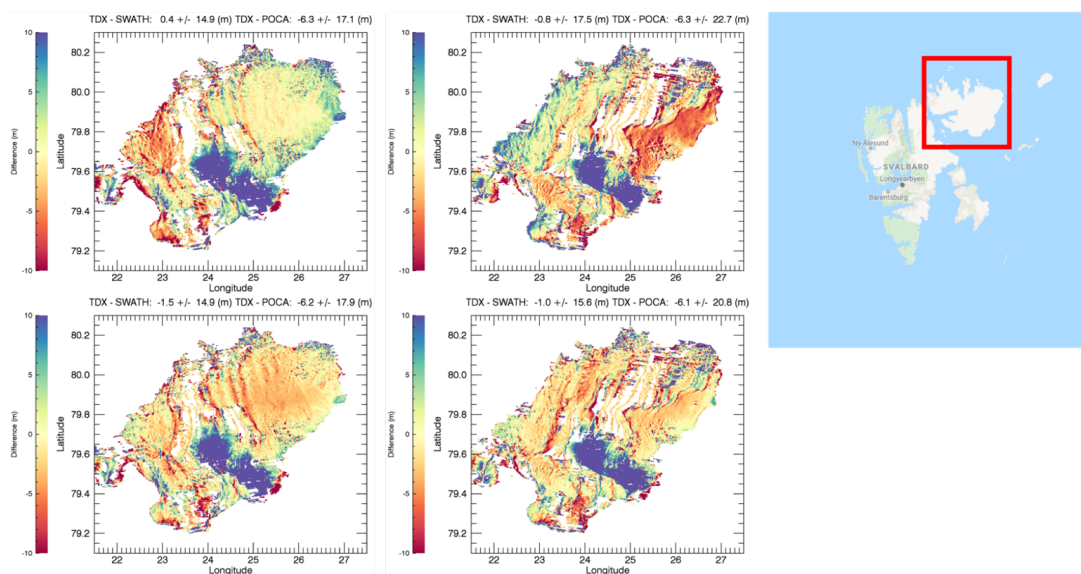 TDX - SWATH: 0.4 +/- 14.9 (m) TDX - POCA: -6.3 +/- 17.1 (m)
10
5
0
-5
-10
Difference (m)
80.2
80.0
79.8
79.6
79.4
79.2
Latitude
22 23 24 25 26 27
Longitude
TDX - SWATH: -0.8 +/- 17.5 (m) TDX - POCA: -6.3 +/- 22.7 (m)
10
5
0
-5
-10
Difference (m)
80.2
80.0
79.8
79.6
79.4
79.2
Latitude
22 23 24 25 26 27
Longitude
Ny-Ålesund
SVALBARD
Longyearbyen
Barentsburg
TDX - SWATH: -1.5 +/- 14.9 (m) TDX - POCA: -6.2 +/- 17.9 (m)
10
5
0
-5
-10
Difference (m)
80.2
80.0
79.8
79.6
79.4
79.2
Latitude
22 23 24 25 26 27
Longitude
TDX - SWATH: -1.0 +/- 15.6 (m) TDX - POCA: -6.1 +/- 20.8 (m)
10
5
0
-5
-10
Difference (m)
80.2
80.0
79.8
79.6
79.4
79.2
Latitude
22 23 24 25 26 27
Longitude